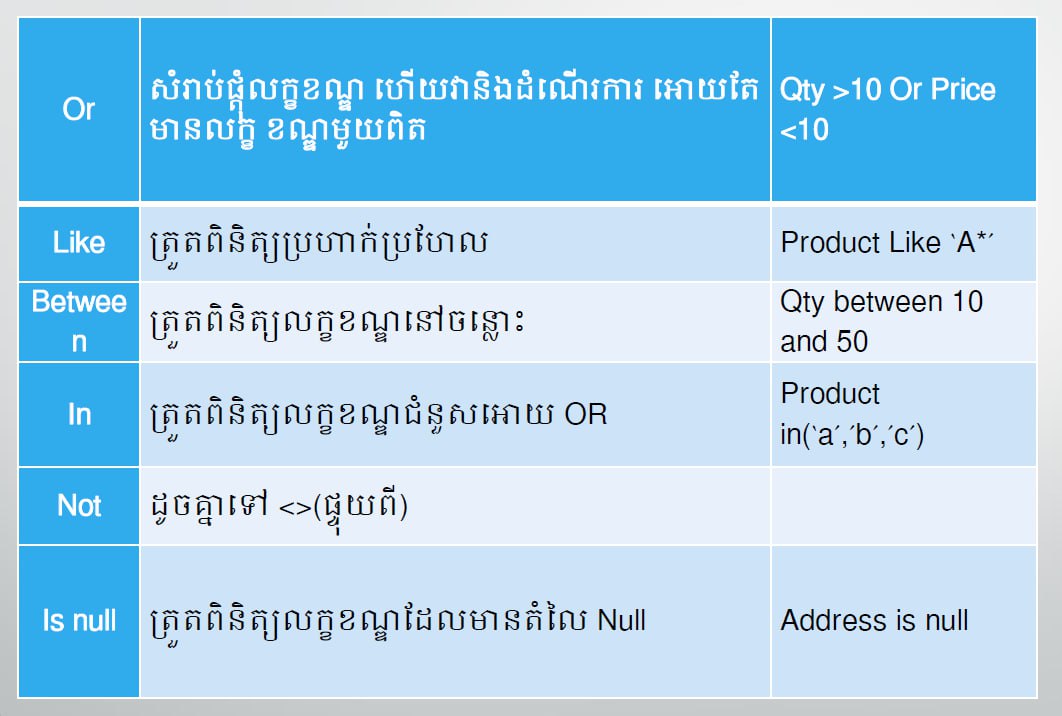 Or
សំរាប់ផ្តុំលក្ខខណ្ឌ ហើយវានិងដំណើរការ អោយតែ
មានលក្ខ ខណ្ឌមួយពិត
Qty >10 Or Price
<10
Like
ត្រួតពិនិត្យប្រហាក់ប្រហែល
Product Like `A*´
Betwee
n
ត្រួតពិនិត្យលក្ខខណ្ឌនៅចន្លោះ
Qty between 10
and 50
In
ត្រួតពិនិត្យលក្ខខណ្ឌជំនួសអោយ OR
Product
in(`a´,´b´,´c´)
Not
ដូចគ្នាទៅ <>(ផ្ទុយពី)
Is null
ត្រួតពិនិត្យលក្ខខណ្ឌដែលមានតំលៃ Null
Address is null